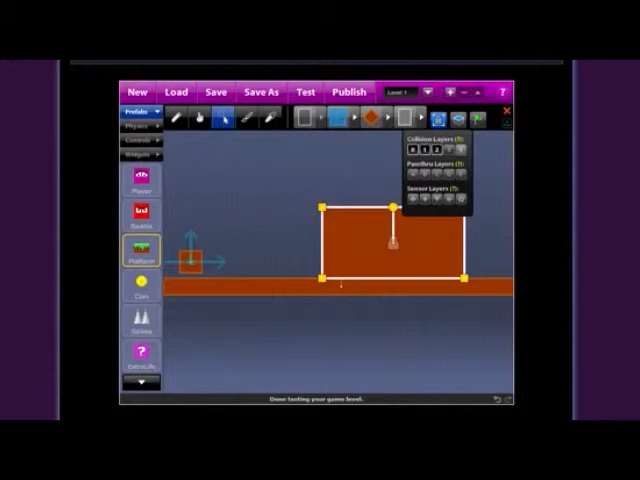 New Load Save Save As Test Publish Level 1 ?
Prefabs
Physics
Controls
Widgets
Player
Baddie
Platform
Coin
Spikes
ExtraLife
Collision Layers (?):
Passthru Layers (?):
Sensor Layers (?):
Done testing your game level.